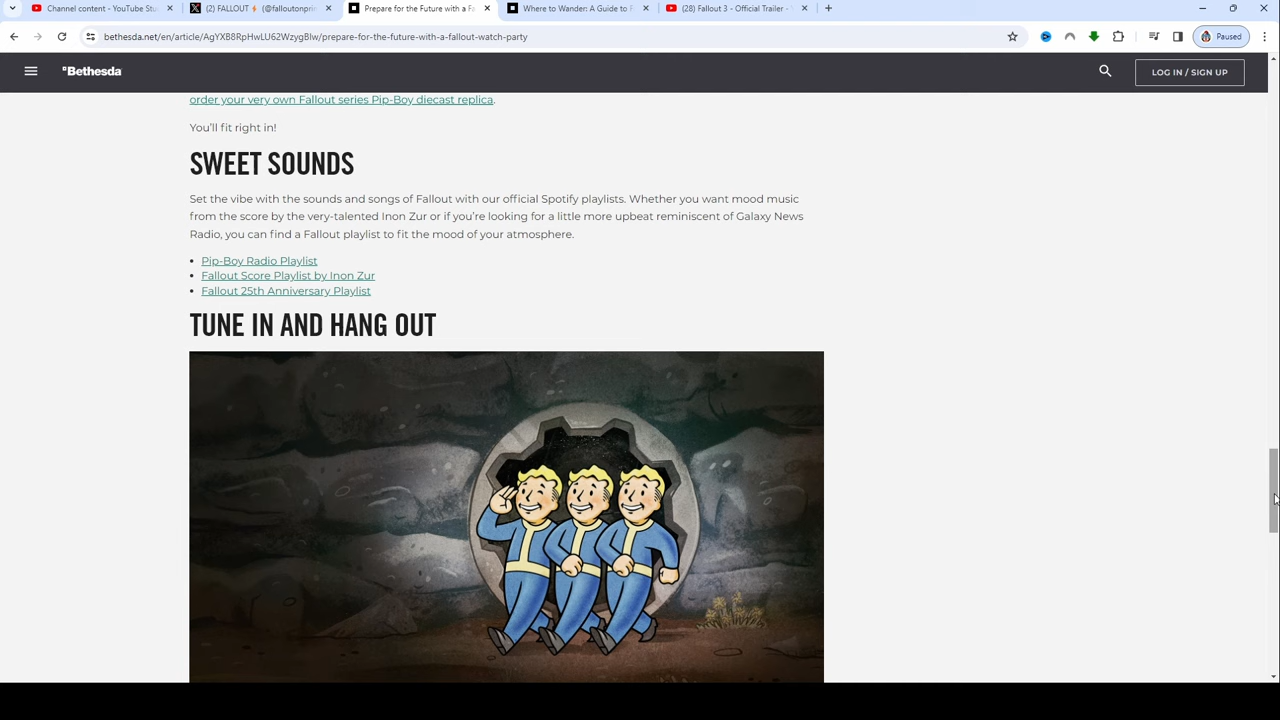 Channel content - YouTube Stu
(2) FALLOUT⚡ (@falloutonprin
Prepare for the Future with a Fa
Where to Wander: A Guide to F
(28) Fallout 3 - Official Trailer -
bethesda.net/en/article/AgYXB8RpHwLU62WzygBlw/prepare-for-the-future-with-a-fallout-watch-party
Paused
Bethesda
LOG IN / SIGN UP
order your very own Fallout series Pip-Boy diecast replica.
You’ll fit right in!
SWEET SOUNDS
Set the vibe with the sounds and songs of Fallout with our official Spotify playlists. Whether you want mood music
from the score by the very-talented Inon Zur or if you’re looking for a little more upbeat reminiscent of Galaxy News
Radio, you can find a Fallout playlist to fit the mood of your atmosphere.
• Pip-Boy Radio Playlist
• Fallout Score Playlist by Inon Zur
• Fallout 25th Anniversary Playlist
TUNE IN AND HANG OUT